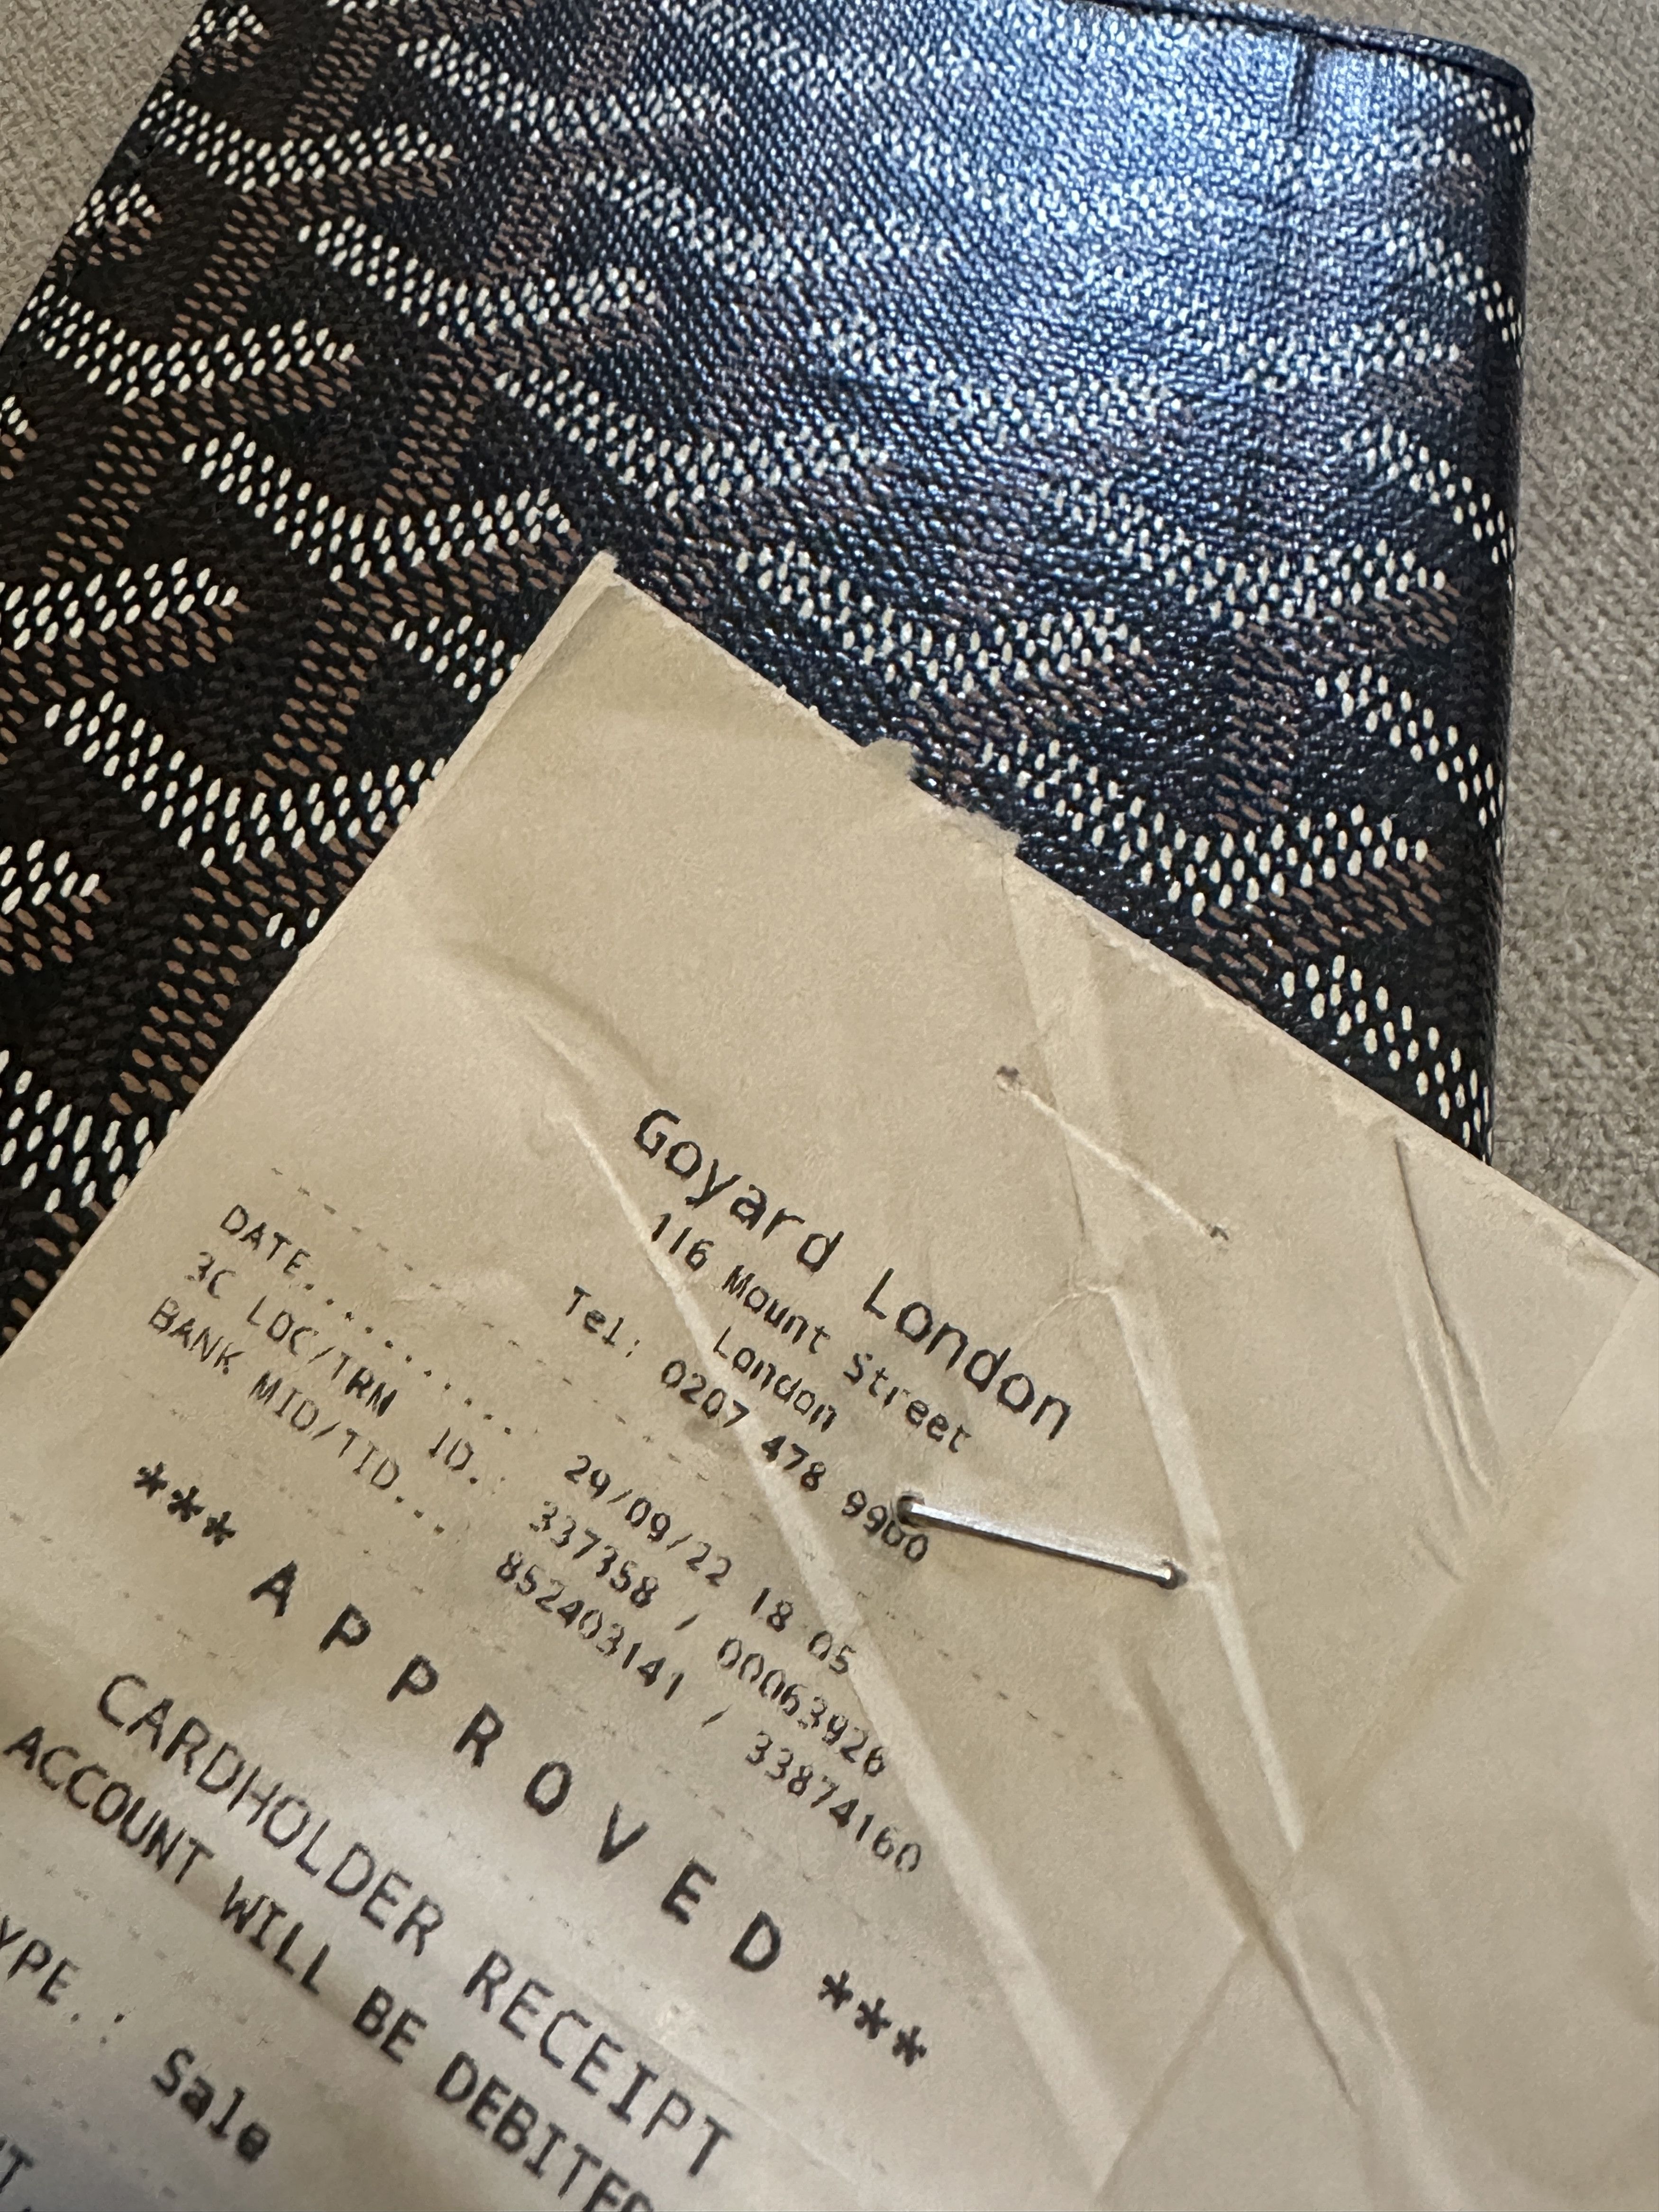 Goyard London
116 Mount Street
London
Tel: 0207 478 9900
DATE............ 29/09/22 18 05
3C LOC/TRM ID.: 337358 / 00063926
BANK MID/TID... 852403141 / 33874160
*** A P P R O V E D ***
CARDHOLDER RECEIPT
ACCOUNT WILL BE DEBITED
YPE.: Sale